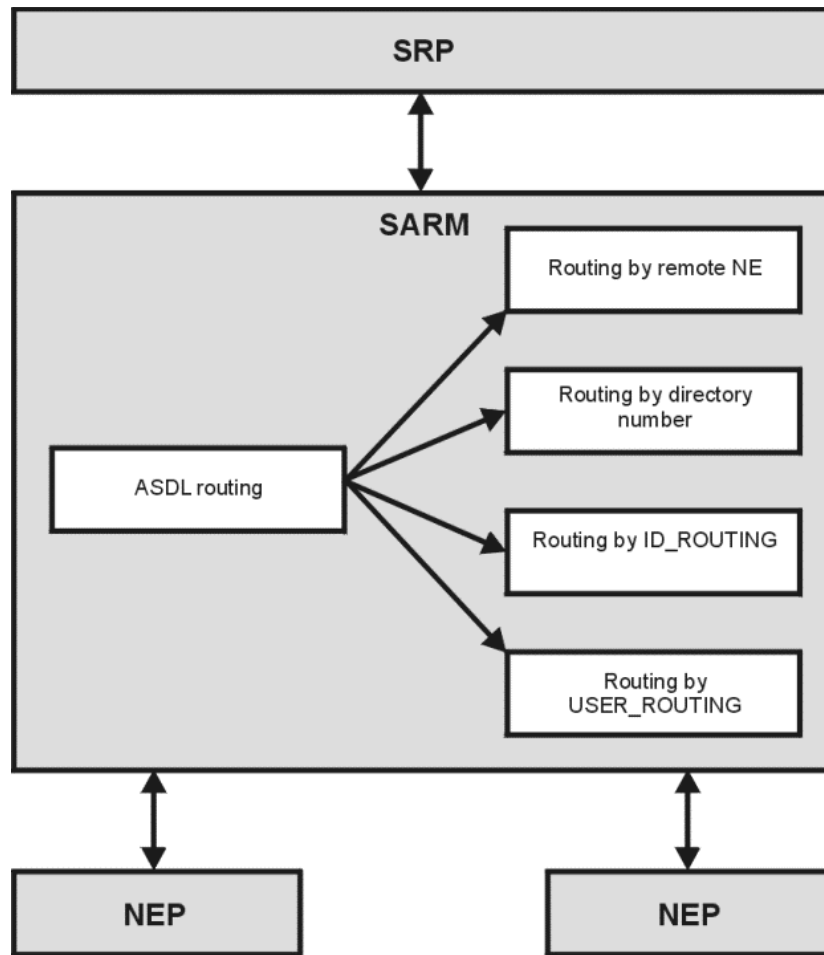 SRP
SARM
Routing by remote NE
Routing by directory
number
ASDL routing
Routing by ID_ROUTING
Routing by
USER_ROUTING
NEP
NEP